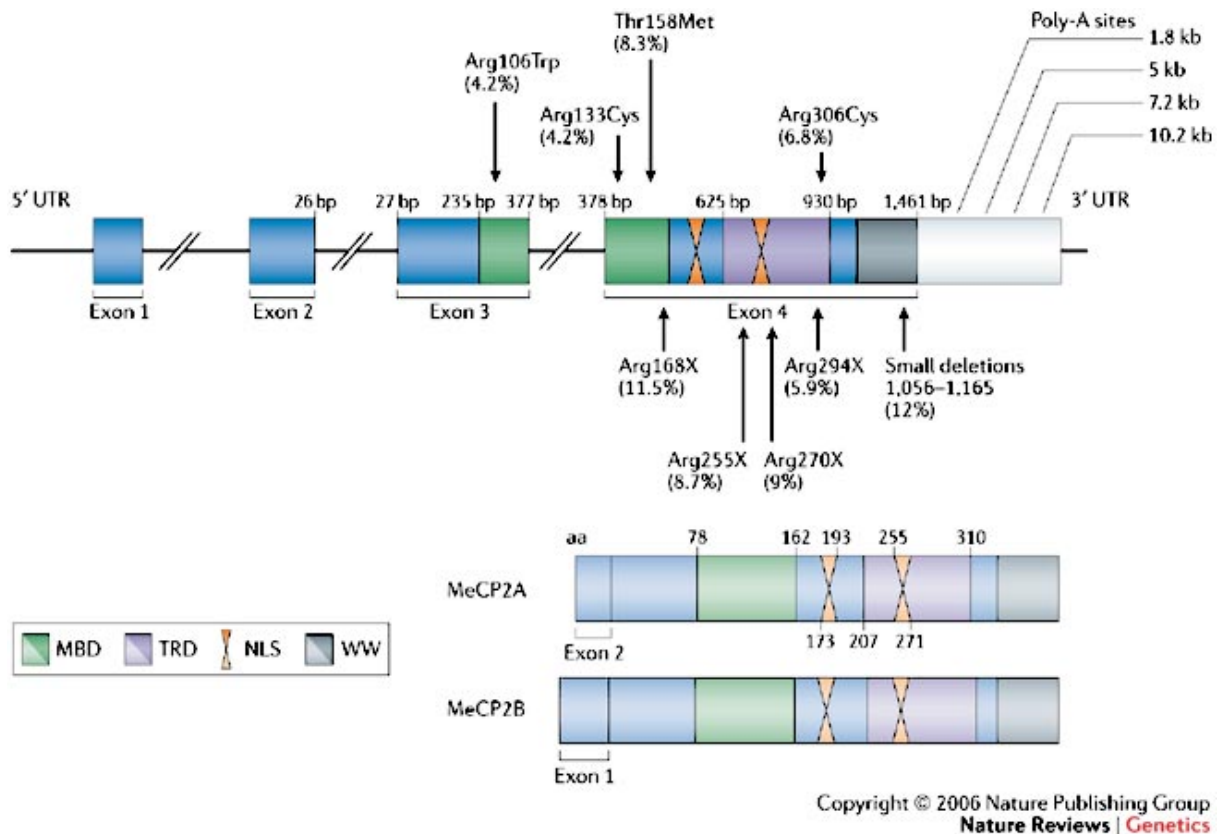 Thr158Met
(8.3%)
Poly-A sites
1.8 kb
5 kb
7.2 kb
10.2 kb
Arg106Trp
(4.2%)
Arg133Cys
(4.2%)
Arg306Cys
(6.8%)
5′ UTR
26 bp
27 bp
235 bp
377 bp
378 bp
625 bp
930 bp
1,461 bp
3′ UTR
Exon 1
Exon 2
Exon 3
Exon 4
Arg168X
(11.5%)
Arg294X
(5.9%)
Small deletions
1,056–1,165
(12%)
Arg255X
(8.7%)
Arg270X
(9%)
aa
78
162
193
255
310
MeCP2A
173
207
271
Exon 2
MBD
TRD
NLS
WW
MeCP2B
Exon 1
Copyright © 2006 Nature Publishing Group
Nature Reviews | Genetics